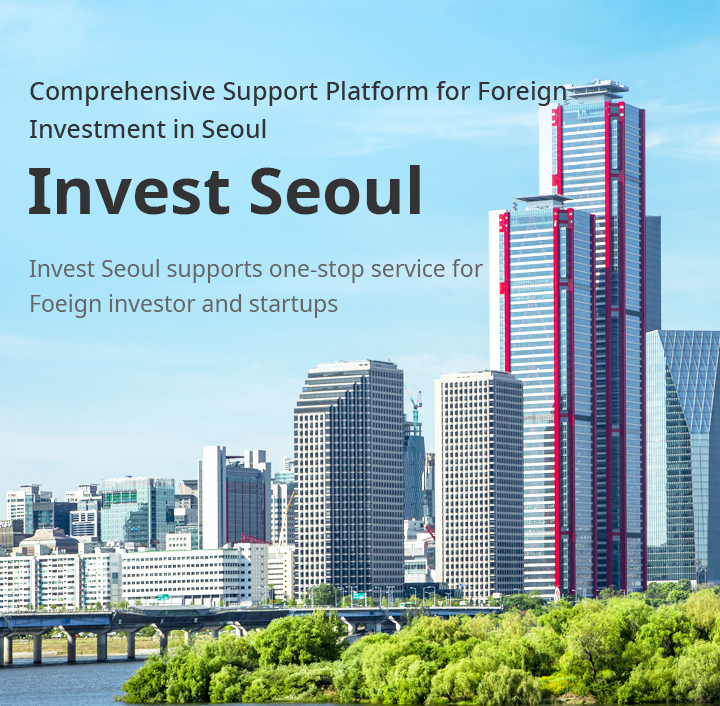 Comprehensive Support Platform for Foreign
Investment in Seoul
Invest Seoul
Invest Seoul supports one-stop service for
Foeign investor and startups